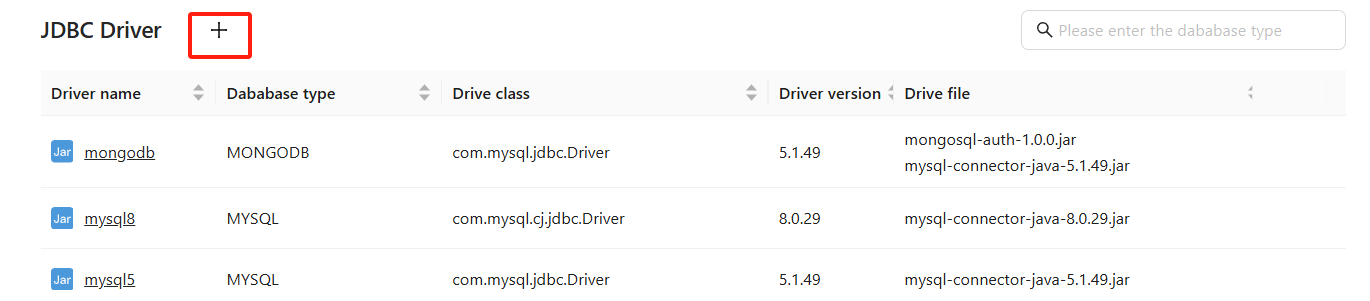 JDBC Driver +
Please enter the dababase type
Driver name Dababase type Drive class Driver version Drive file
Jar mongodb MONGODB com.mysql.jdbc.Driver 5.1.49 mongosql-auth-1.0.0.jar
mysql-connector-java-5.1.49.jar
Jar mysql8 MYSQL com.mysql.cj.jdbc.Driver 8.0.29 mysql-connector-java-8.0.29.jar
Jar mysql5 MYSQL com.mysql.jdbc.Driver 5.1.49 mysql-connector-java-5.1.49.jar